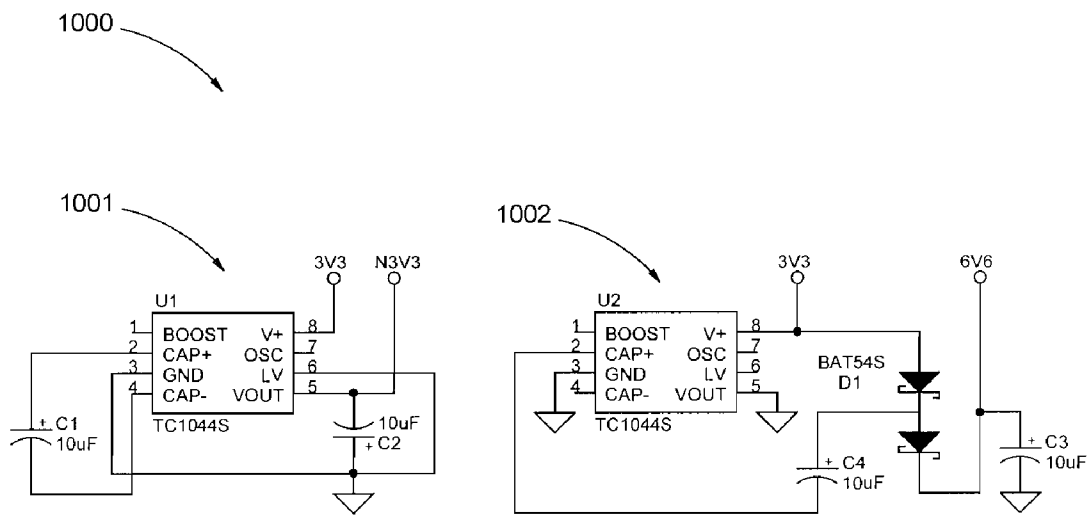 1000
1001
1002
3V3 N3V3
3V3
6V6
U1
1 BOOST V+ 8
2 CAP+ OSC 7
3 GND LV 6
4 CAP- VOUT 5
TC1044S
+ C1
10uF
10uF
+ C2
U2
1 BOOST V+ 8
2 CAP+ OSC 7
3 GND LV 6
4 CAP- VOUT 5
TC1044S
BAT54S
D1
+ C4
10uF
+ C3
10uF